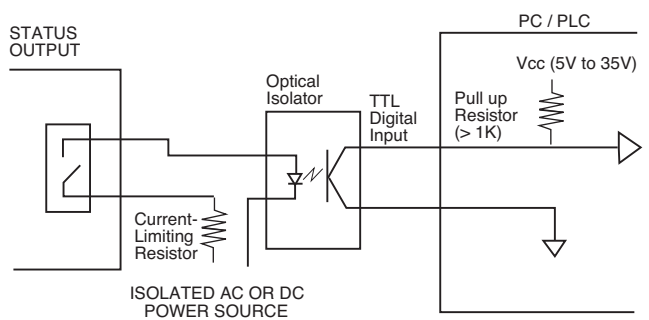 STATUS
OUTPUT
PC / PLC
Vcc (5V to 35V)
Optical
Isolator
TTL
Digital
Input
Pull up
Resistor
(> 1K)
Current-
Limiting
Resistor
ISOLATED AC OR DC
POWER SOURCE